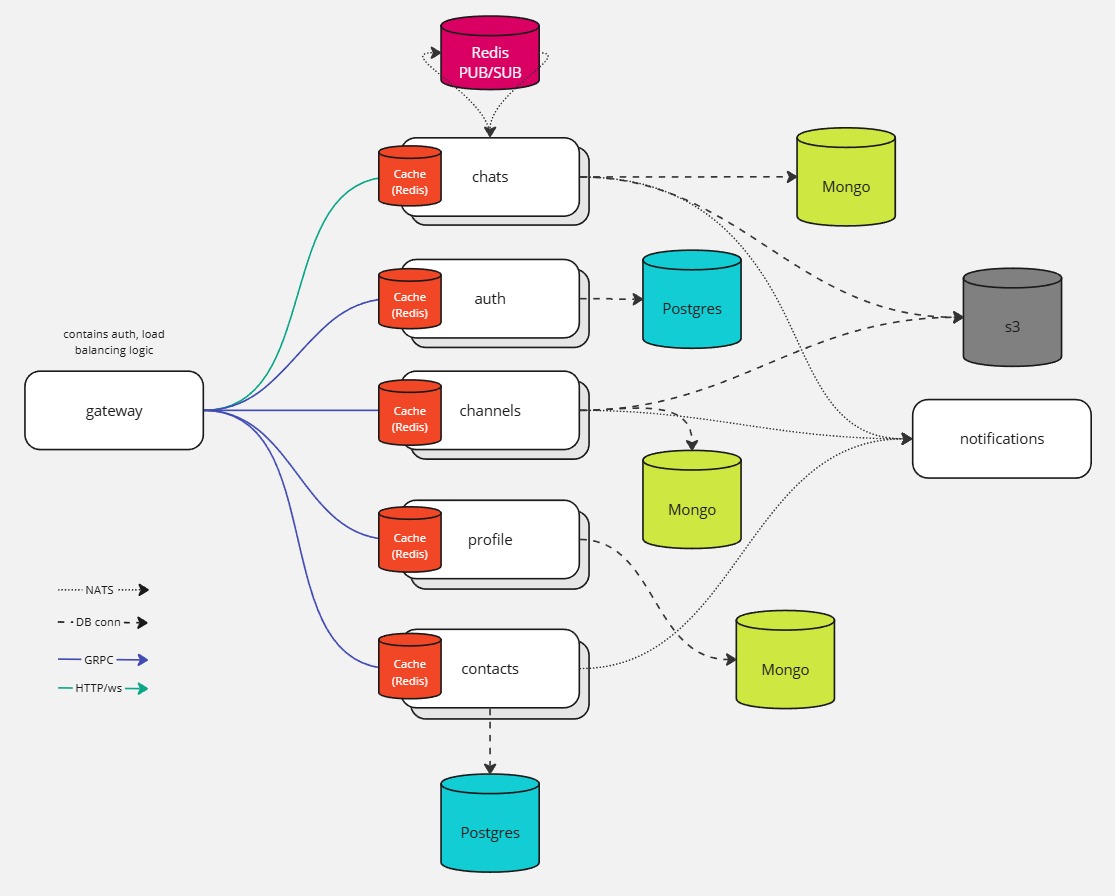 Redis
PUB/SUB
Cache
(Redis)
chats
Mongo
Cache
(Redis)
auth
Postgres
s3
contains auth, load
balancing logic
gateway
Cache
(Redis)
channels
notifications
Mongo
Cache
(Redis)
profile
NATS
DB conn
GRPC
HTTP/ws
Cache
(Redis)
contacts
Mongo
Postgres